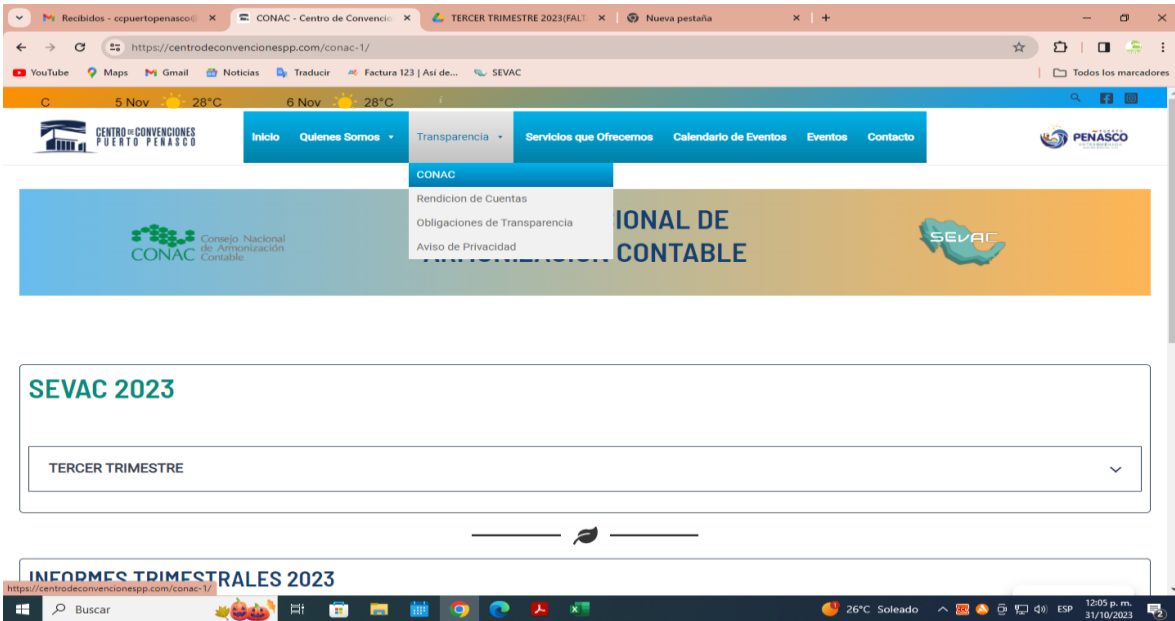 Recibidos - ccpuertopenasco@
CONAC - Centro de Convencio
TERCER TRIMESTRE 2023(FALT
Nueva pestaña
https://centrodeconvencionespp.com/conac-1/
YouTube Maps Gmail Noticias Traducir Factura 123 | Así de... SEVAC
Todos los marcadores
C 5 Nov 28°C 6 Nov 28°C
CENTRO DE CONVENCIONES
PUERTO PEÑASCO
Inicio Quienes Somos Transparencia Servicios que Ofrecemos Calendario de Eventos Eventos Contacto
PEÑASCO
CONAC
Rendicion de Cuentas
Obligaciones de Transparencia
Aviso de Privacidad
CONAC
Consejo Nacional
de Armonización
Contable
IONAL DE
ARMONIZACIÓN CONTABLE
SEVAC
SEVAC 2023
TERCER TRIMESTRE
INFORMES TRIMESTRALES 2023
https://centrodeconvencionespp.com/conac-1/
Buscar
26°C Soleado
ESP
12:05 p. m.
31/10/2023
2